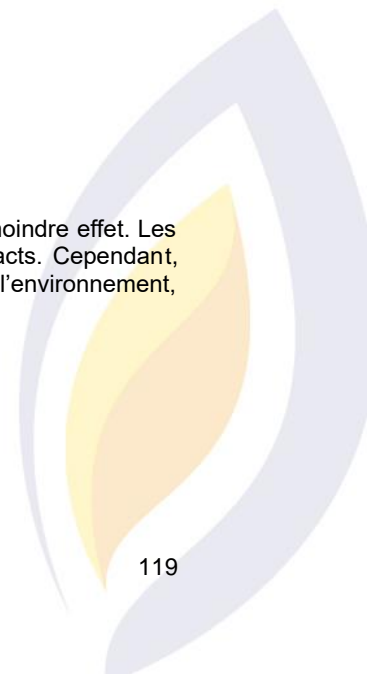 moindre effet. Les
acts. Cependant,
l'environnement,
119